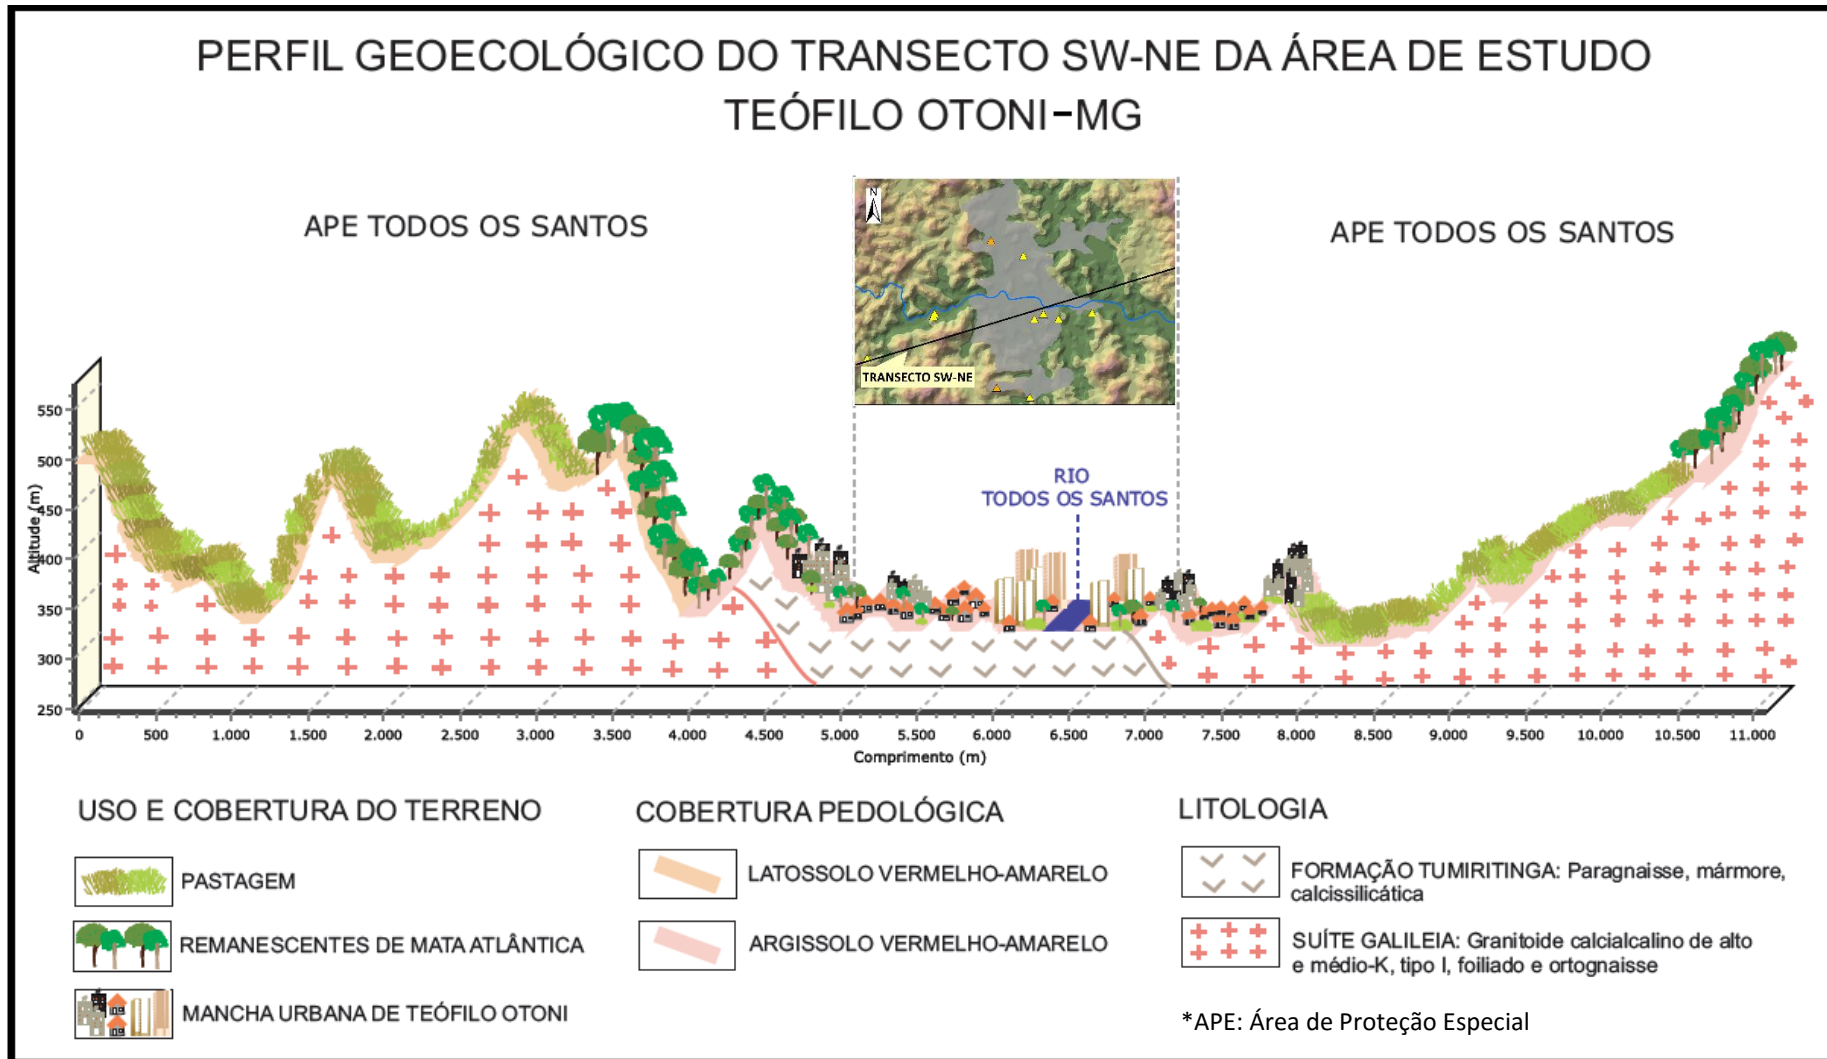 PERFIL GEOECOLÓGICO DO TRANSECTO SW-NE DA ÁREA DE ESTUDO
TEÓFILO OTONI-MG
APE TODOS OS SANTOS
N
TRANSECTO SW-NE
APE TODOS OS SANTOS
RIO
TODOS OS SANTOS
Altitude (m)
550
500
450
400
350
300
250
0 500 1.000 1.500 2.000 2.500 3.000 3.500 4.000 4.500 5.000 5.500 6.000 6.500 7.000 7.500 8.000 8.500 9.000 9.500 10.000 10.500 11.000
Comprimento (m)
USO E COBERTURA DO TERRENO
PASTAGEM
REMANESCENTES DE MATA ATLÂNTICA
MANCHA URBANA DE TEÓFILO OTONI
COBERTURA PEDOLÓGICA
LATOSSOLO VERMELHO-AMARELO
ARGISSOLO VERMELHO-AMARELO
LITOLOGIA
FORMAÇÃO TUMIRITINGA: Paragnaisse, mármore,
calcissilicática
SUÍTE GALILEIA: Granitoide calcialcalino de alto
e médio-K, tipo I, foiliado e ortognaisse
*APE: Área de Proteção Especial